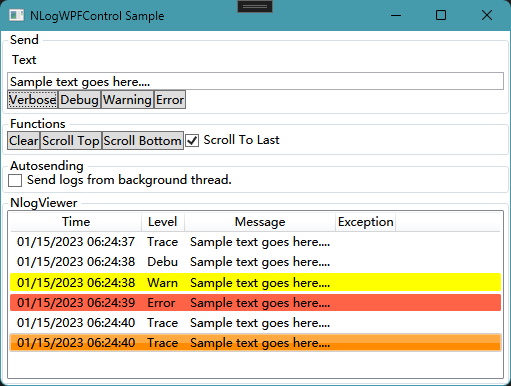 NLogWPFControl Sample
Send
Text
Sample text goes here....
Verbose Debug Warning Error
Functions
Clear Scroll Top Scroll Bottom Scroll To Last
Autosending
Send logs from background thread.
NlogViewer
Time Level Message Exception
01/15/2023 06:24:37 Trace Sample text goes here....
01/15/2023 06:24:38 Debu Sample text goes here....
01/15/2023 06:24:38 Warn Sample text goes here....
01/15/2023 06:24:39 Error Sample text goes here....
01/15/2023 06:24:40 Trace Sample text goes here....
01/15/2023 06:24:40 Trace Sample text goes here....